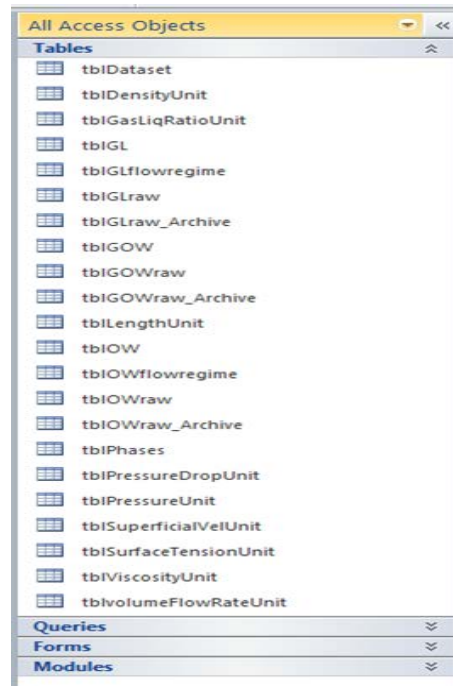 All Access Objects
Tables
tblDataset
tblDensityUnit
tblGasLiqRatioUnit
tblGL
tblGLflowregime
tblGLraw
tblGLraw_Archive
tblGOW
tblGOWraw
tblGOWraw_Archive
tblLengthUnit
tblOW
tblOWflowregime
tblOWraw
tblOWraw_Archive
tblPhases
tblPressureDropUnit
tblPressureUnit
tblSuperficialVelUnit
tblSurfaceTensionUnit
tblViscosityUnit
tblvolumeFlowRateUnit
Queries
Forms
Modules